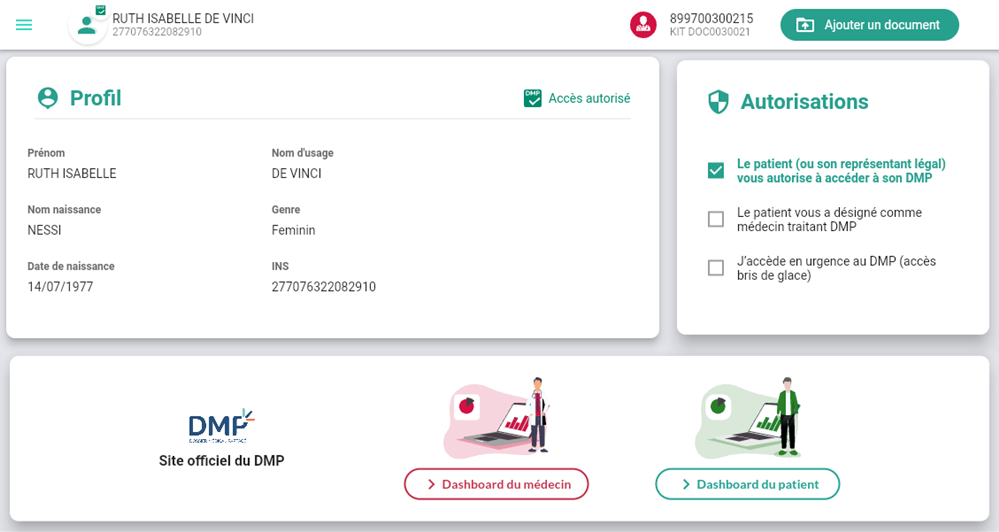 RUTH ISABELLE DE VINCI
277076322082910
899700300215
KIT DOC0030021
Ajouter un document
Profil
DMP
Accès autorisé
Prénom
RUTH ISABELLE
Nom d'usage
DE VINCI
Nom naissance
NESSI
Genre
Feminin
Date de naissance
14/07/1977
INS
277076322082910
Autorisations
Le patient (ou son représentant légal)
vous autorise à accéder à son DMP
Le patient vous a désigné comme
médecin traitant DMP
J'accède en urgence au DMP (accès
bris de glace)
DMP
Site officiel du DMP
Dashboard du médecin
Dashboard du patient